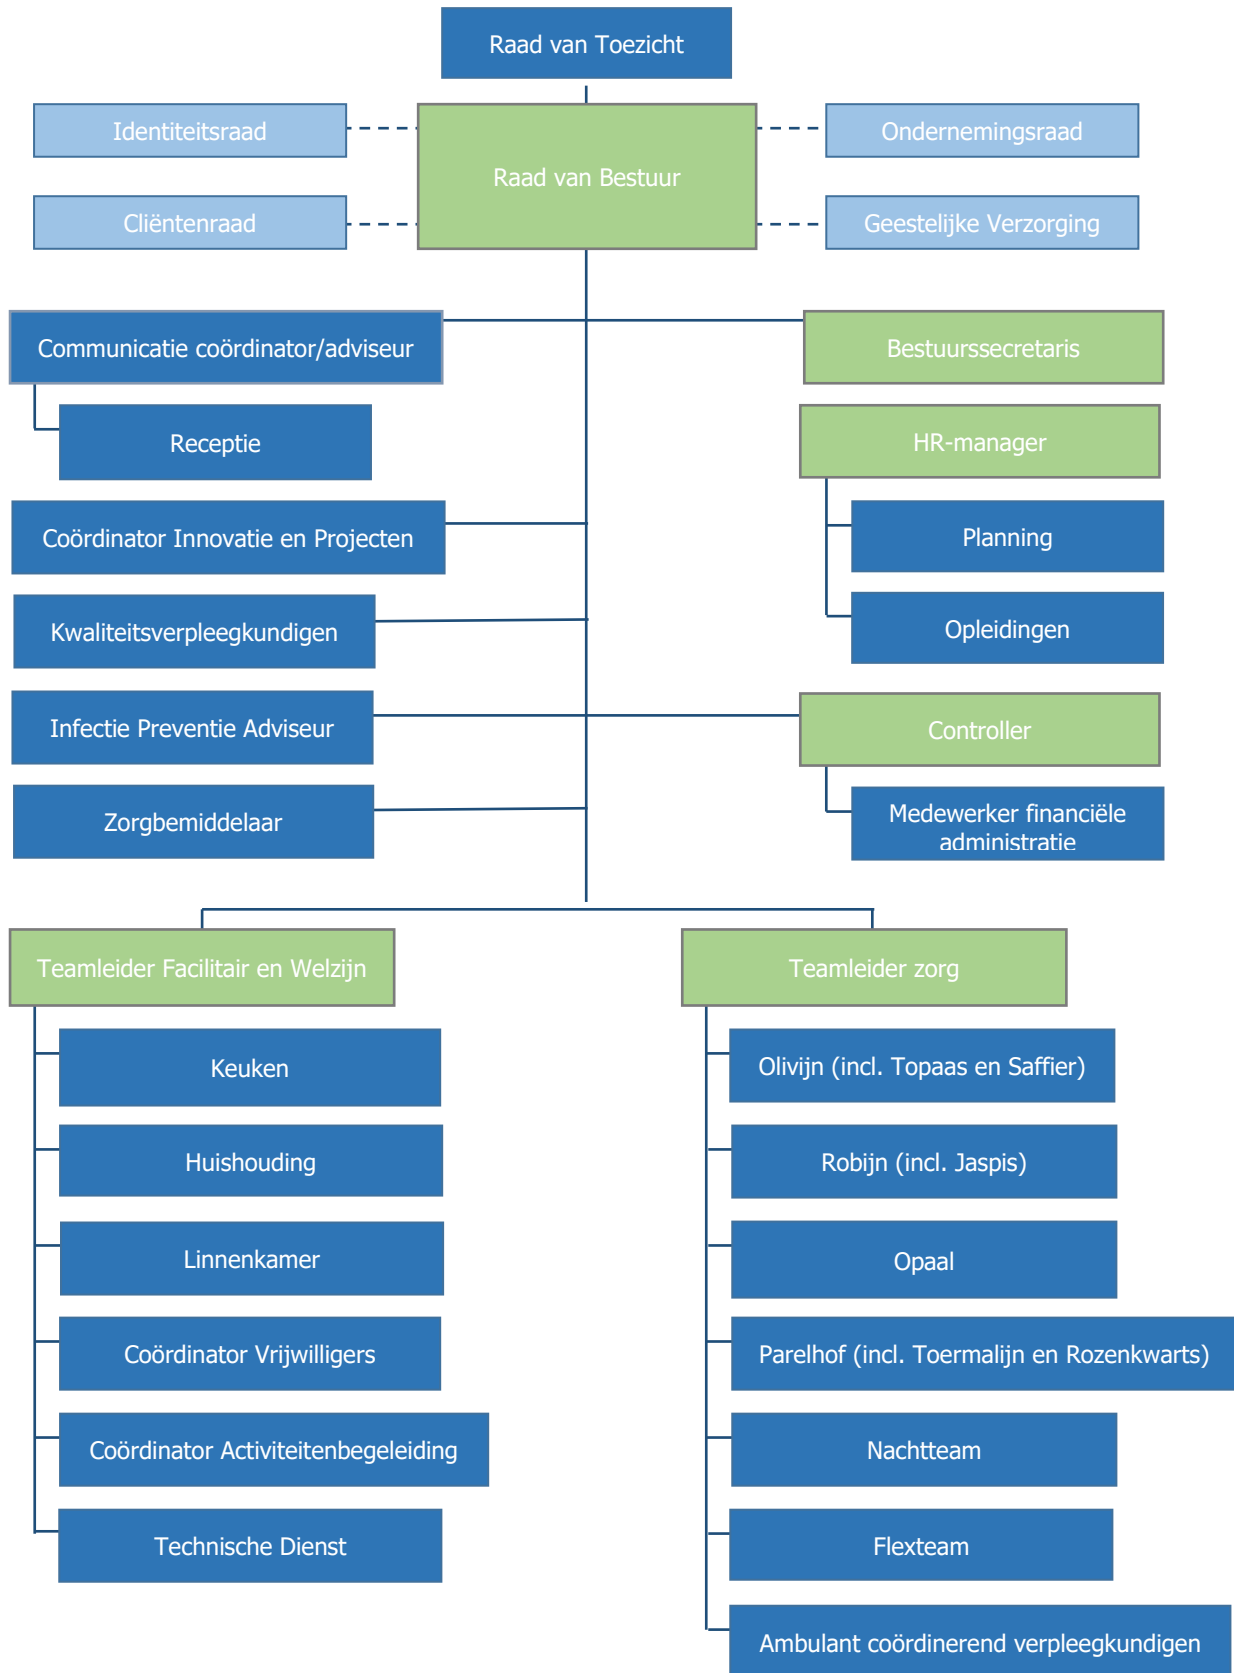 Raad van Toezicht
Identiteitsraad
Ondernemingsraad
Raad van Bestuur
Cliëntenraad
Geestelijke Verzorging
Communicatie coördinator/adviseur
Bestuurssecretaris
Receptie
HR-manager
Coördinator Innovatie en Projecten
Planning
Kwaliteitsverpleegkundigen
Opleidingen
Infectie Preventie Adviseur
Controller
Zorgbemiddelaar
Medewerker financiële
administratie
Teamleider Facilitair en Welzijn
Teamleider zorg
Keuken
Huishouding
Linnenkamer
Coördinator Vrijwilligers
Coördinator Activiteitenbegeleiding
Technische Dienst
Olivijn (incl. Topaas en Saffier)
Robijn (incl. Jaspis)
Opaal
Parelhof (incl. Toermalijn en Rozenkwarts)
Nachtteam
Flexteam
Ambulant coördinerend verpleegkundigen